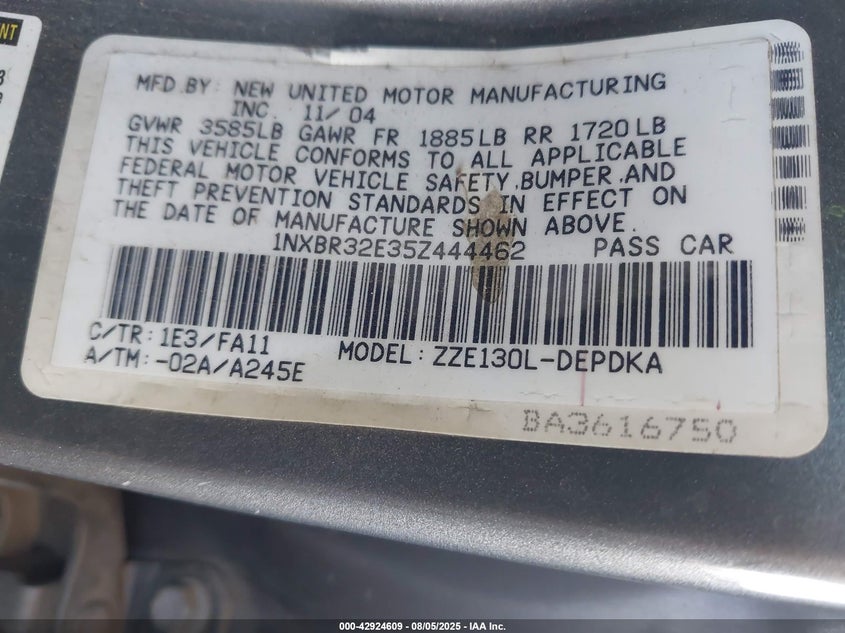 NT
MFD.BY: NEW UNITED MOTOR MANUFACTURING
INC. 11/04
GVWR 3585LB GAWR FR 1885LB RR 1720LB
THIS VEHICLE CONFORMS TO ALL APPLICABLE
FEDERAL MOTOR VEHICLE SAFETY,BUMPER,AND
THEFT PREVENTION STANDARDS IN EFFECT ON
THE DATE OF MANUFACTURE SHOWN ABOVE.
1NXBR32E35Z444462 PASS CAR
C/TR: 1E3/FA11
A/TM:-02A/A245E
MODEL: ZZE130L-DEPDKA
BA3616750
000-42924609 - 08/05/2025 - IAA Inc.